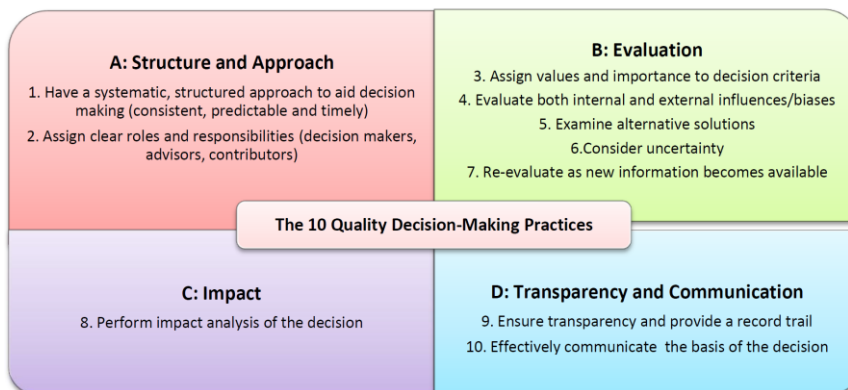 A: Structure and Approach
1. Have a systematic, structured approach to aid decision
making (consistent, predictable and timely)
2. Assign clear roles and responsibilities (decision makers,
advisors, contributors)
B: Evaluation
3. Assign values and importance to decision criteria
4. Evaluate both internal and external influences/biases
5. Examine alternative solutions
6.Consider uncertainty
7. Re-evaluate as new information becomes available
The 10 Quality Decision-Making Practices
C: Impact
8. Perform impact analysis of the decision
D: Transparency and Communication
9. Ensure transparency and provide a record trail
10. Effectively communicate the basis of the decision